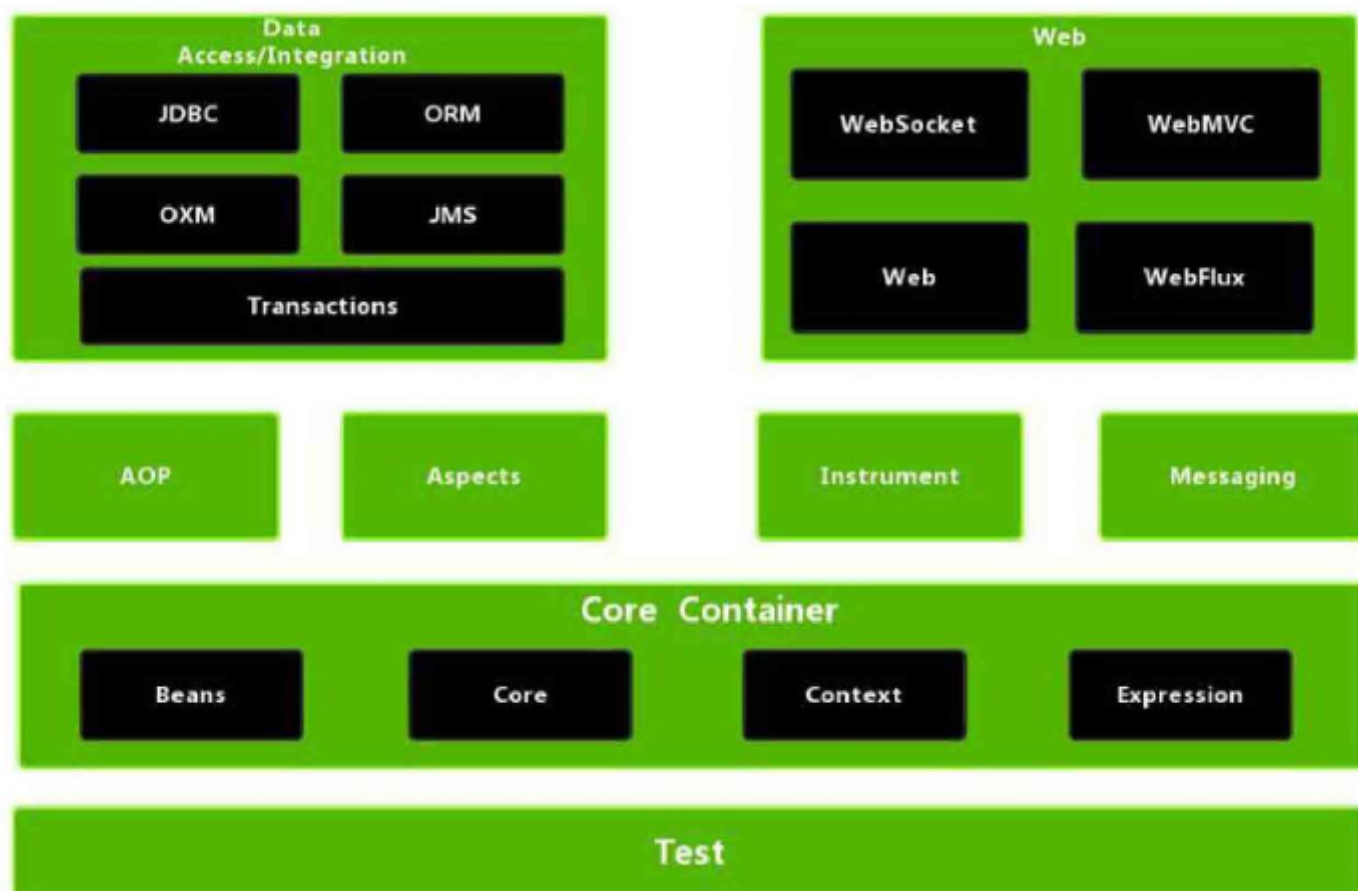 Data
Access/Integration
JDBC
ORM
OXM
JMS
Transactions
Web
WebSocket
WebMVC
Web
WebFlux
AOP
Aspects
Instrument
Messaging
Core Container
Beans
Core
Context
Expression
Test